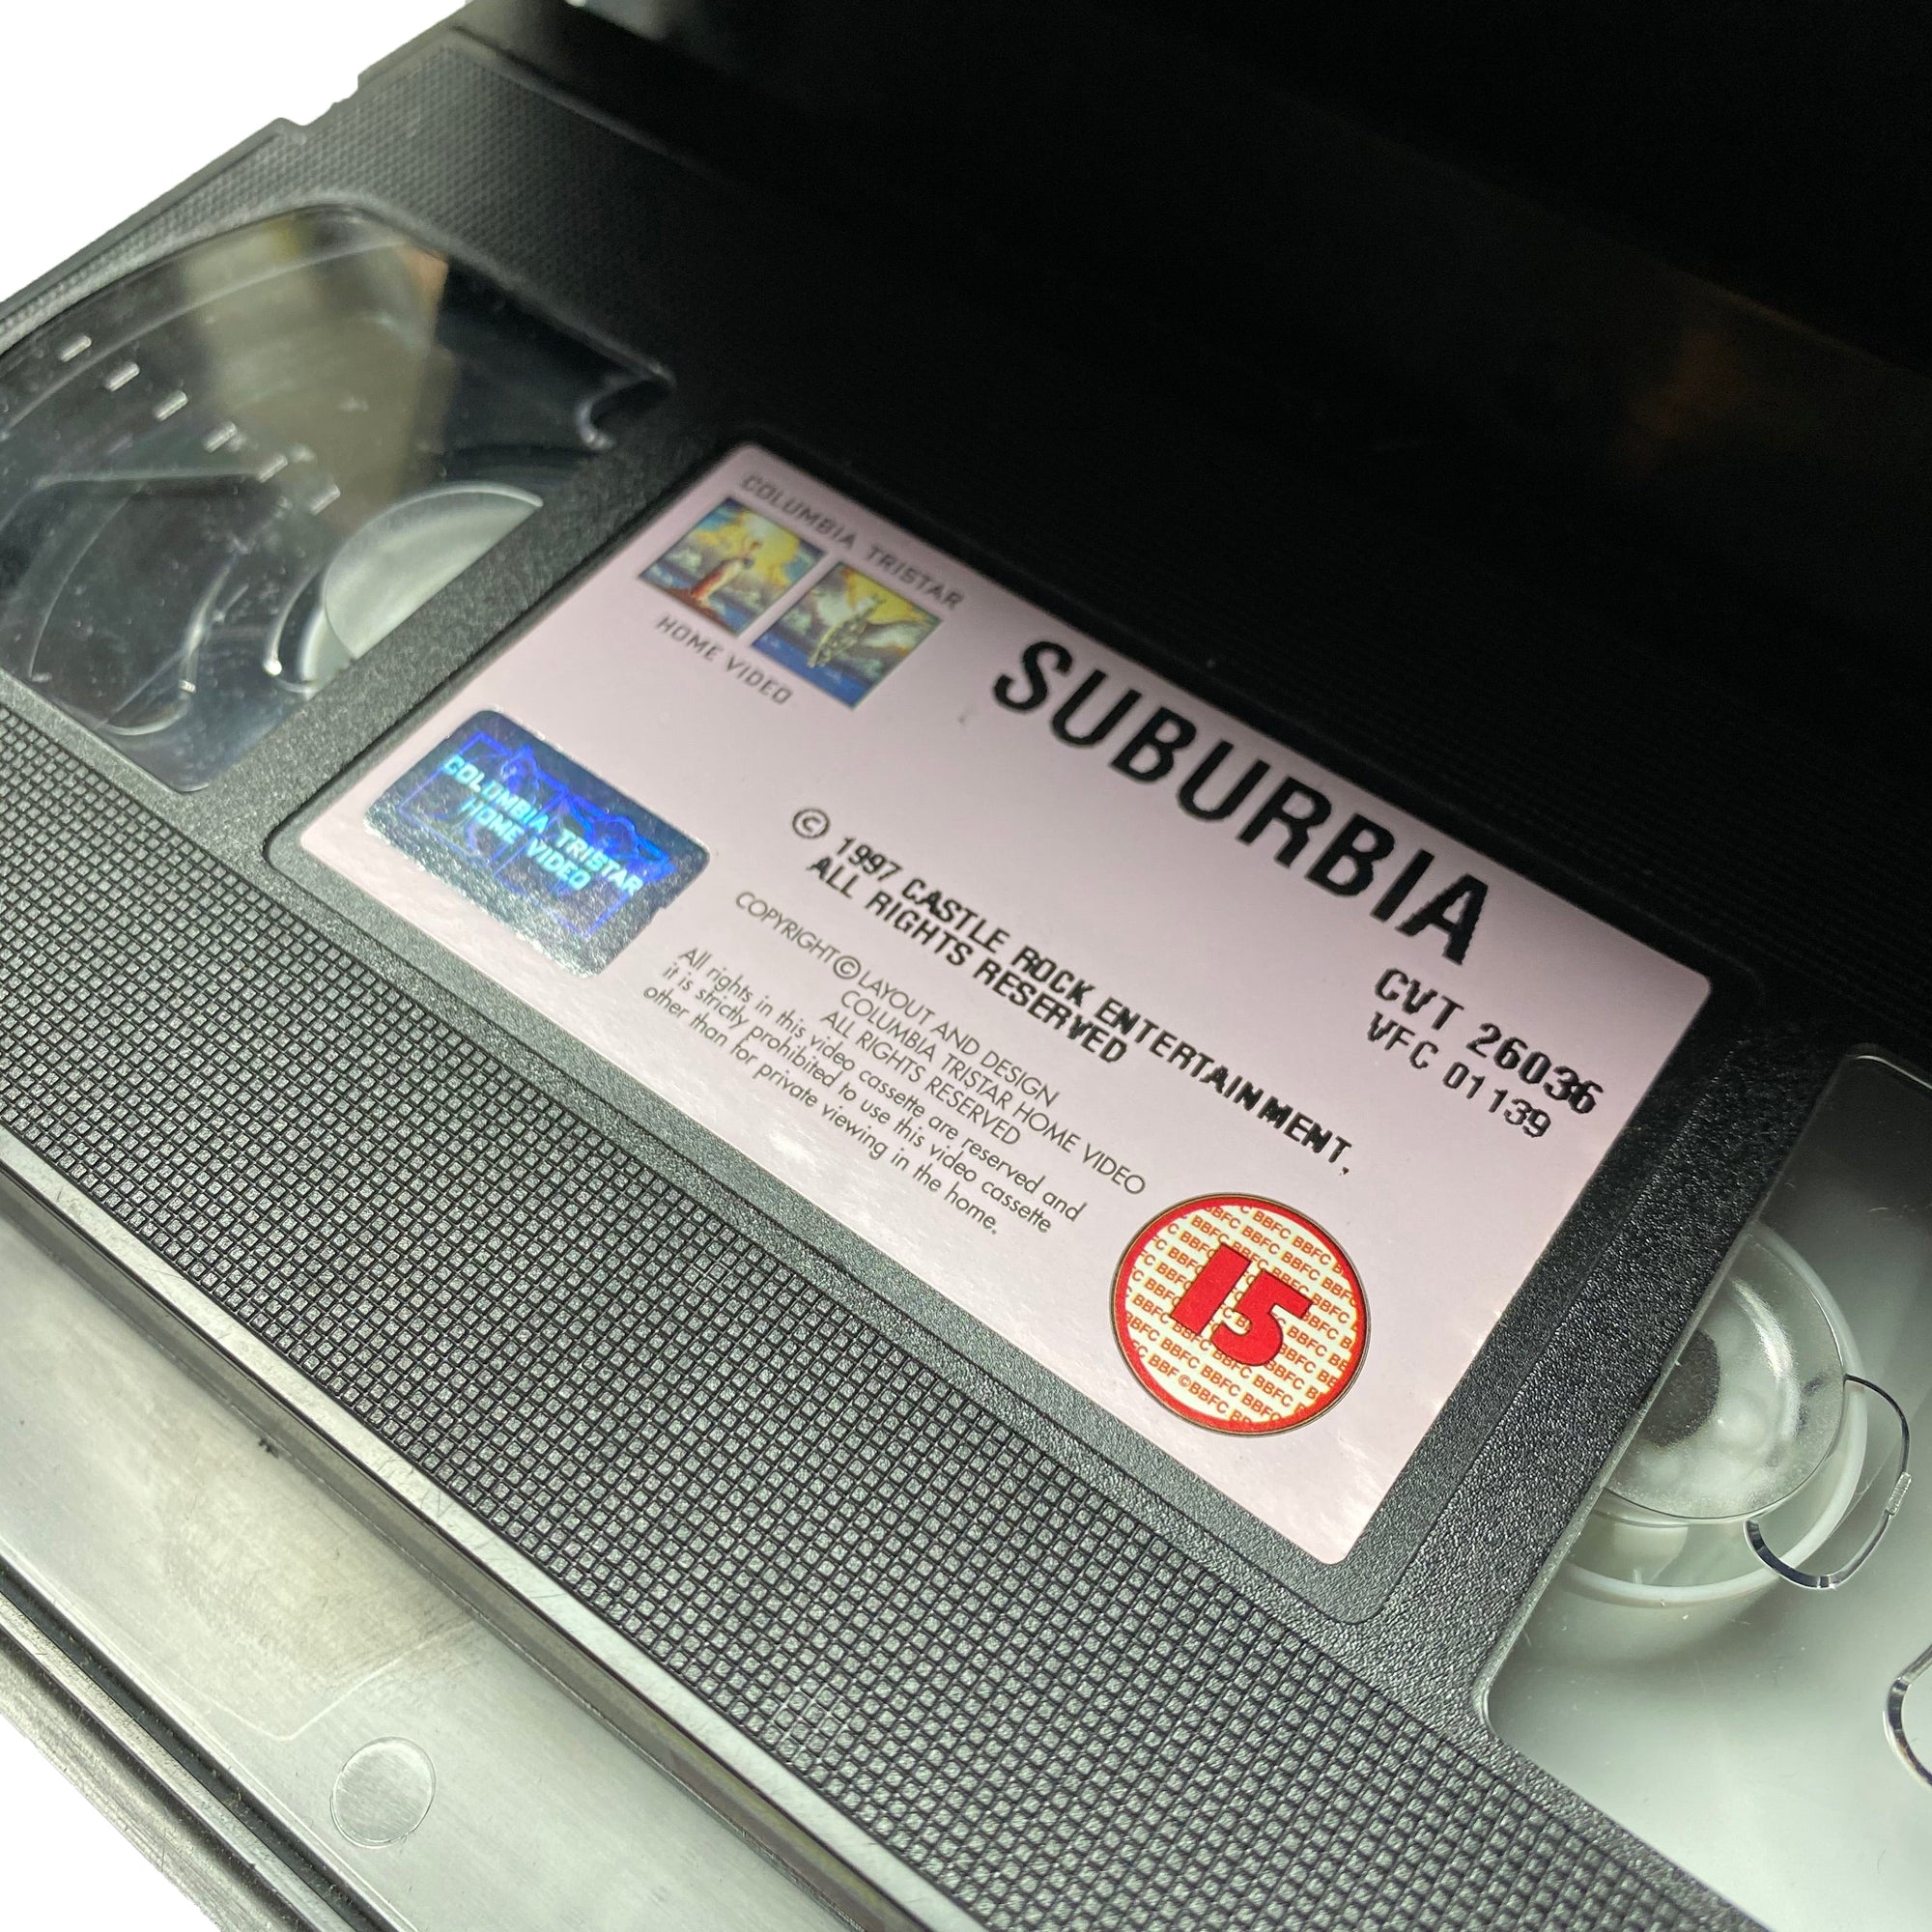 COLUMBIA TRISTAR
HOME VIDEO
SUBURBIA
CVT 26036
VFC 01139
COLUMBIA TRISTAR
HOME VIDEO
© 1997 CASTLE ROCK ENTERTAINMENT,
ALL RIGHTS RESERVED
COPYRIGHT © LAYOUT AND DESIGN
COLUMBIA TRISTAR HOME VIDEO
ALL RIGHTS RESERVED
All rights in this video cassette are reserved and
it is strictly prohibited to use this video cassette
other than for private viewing in the home.
15